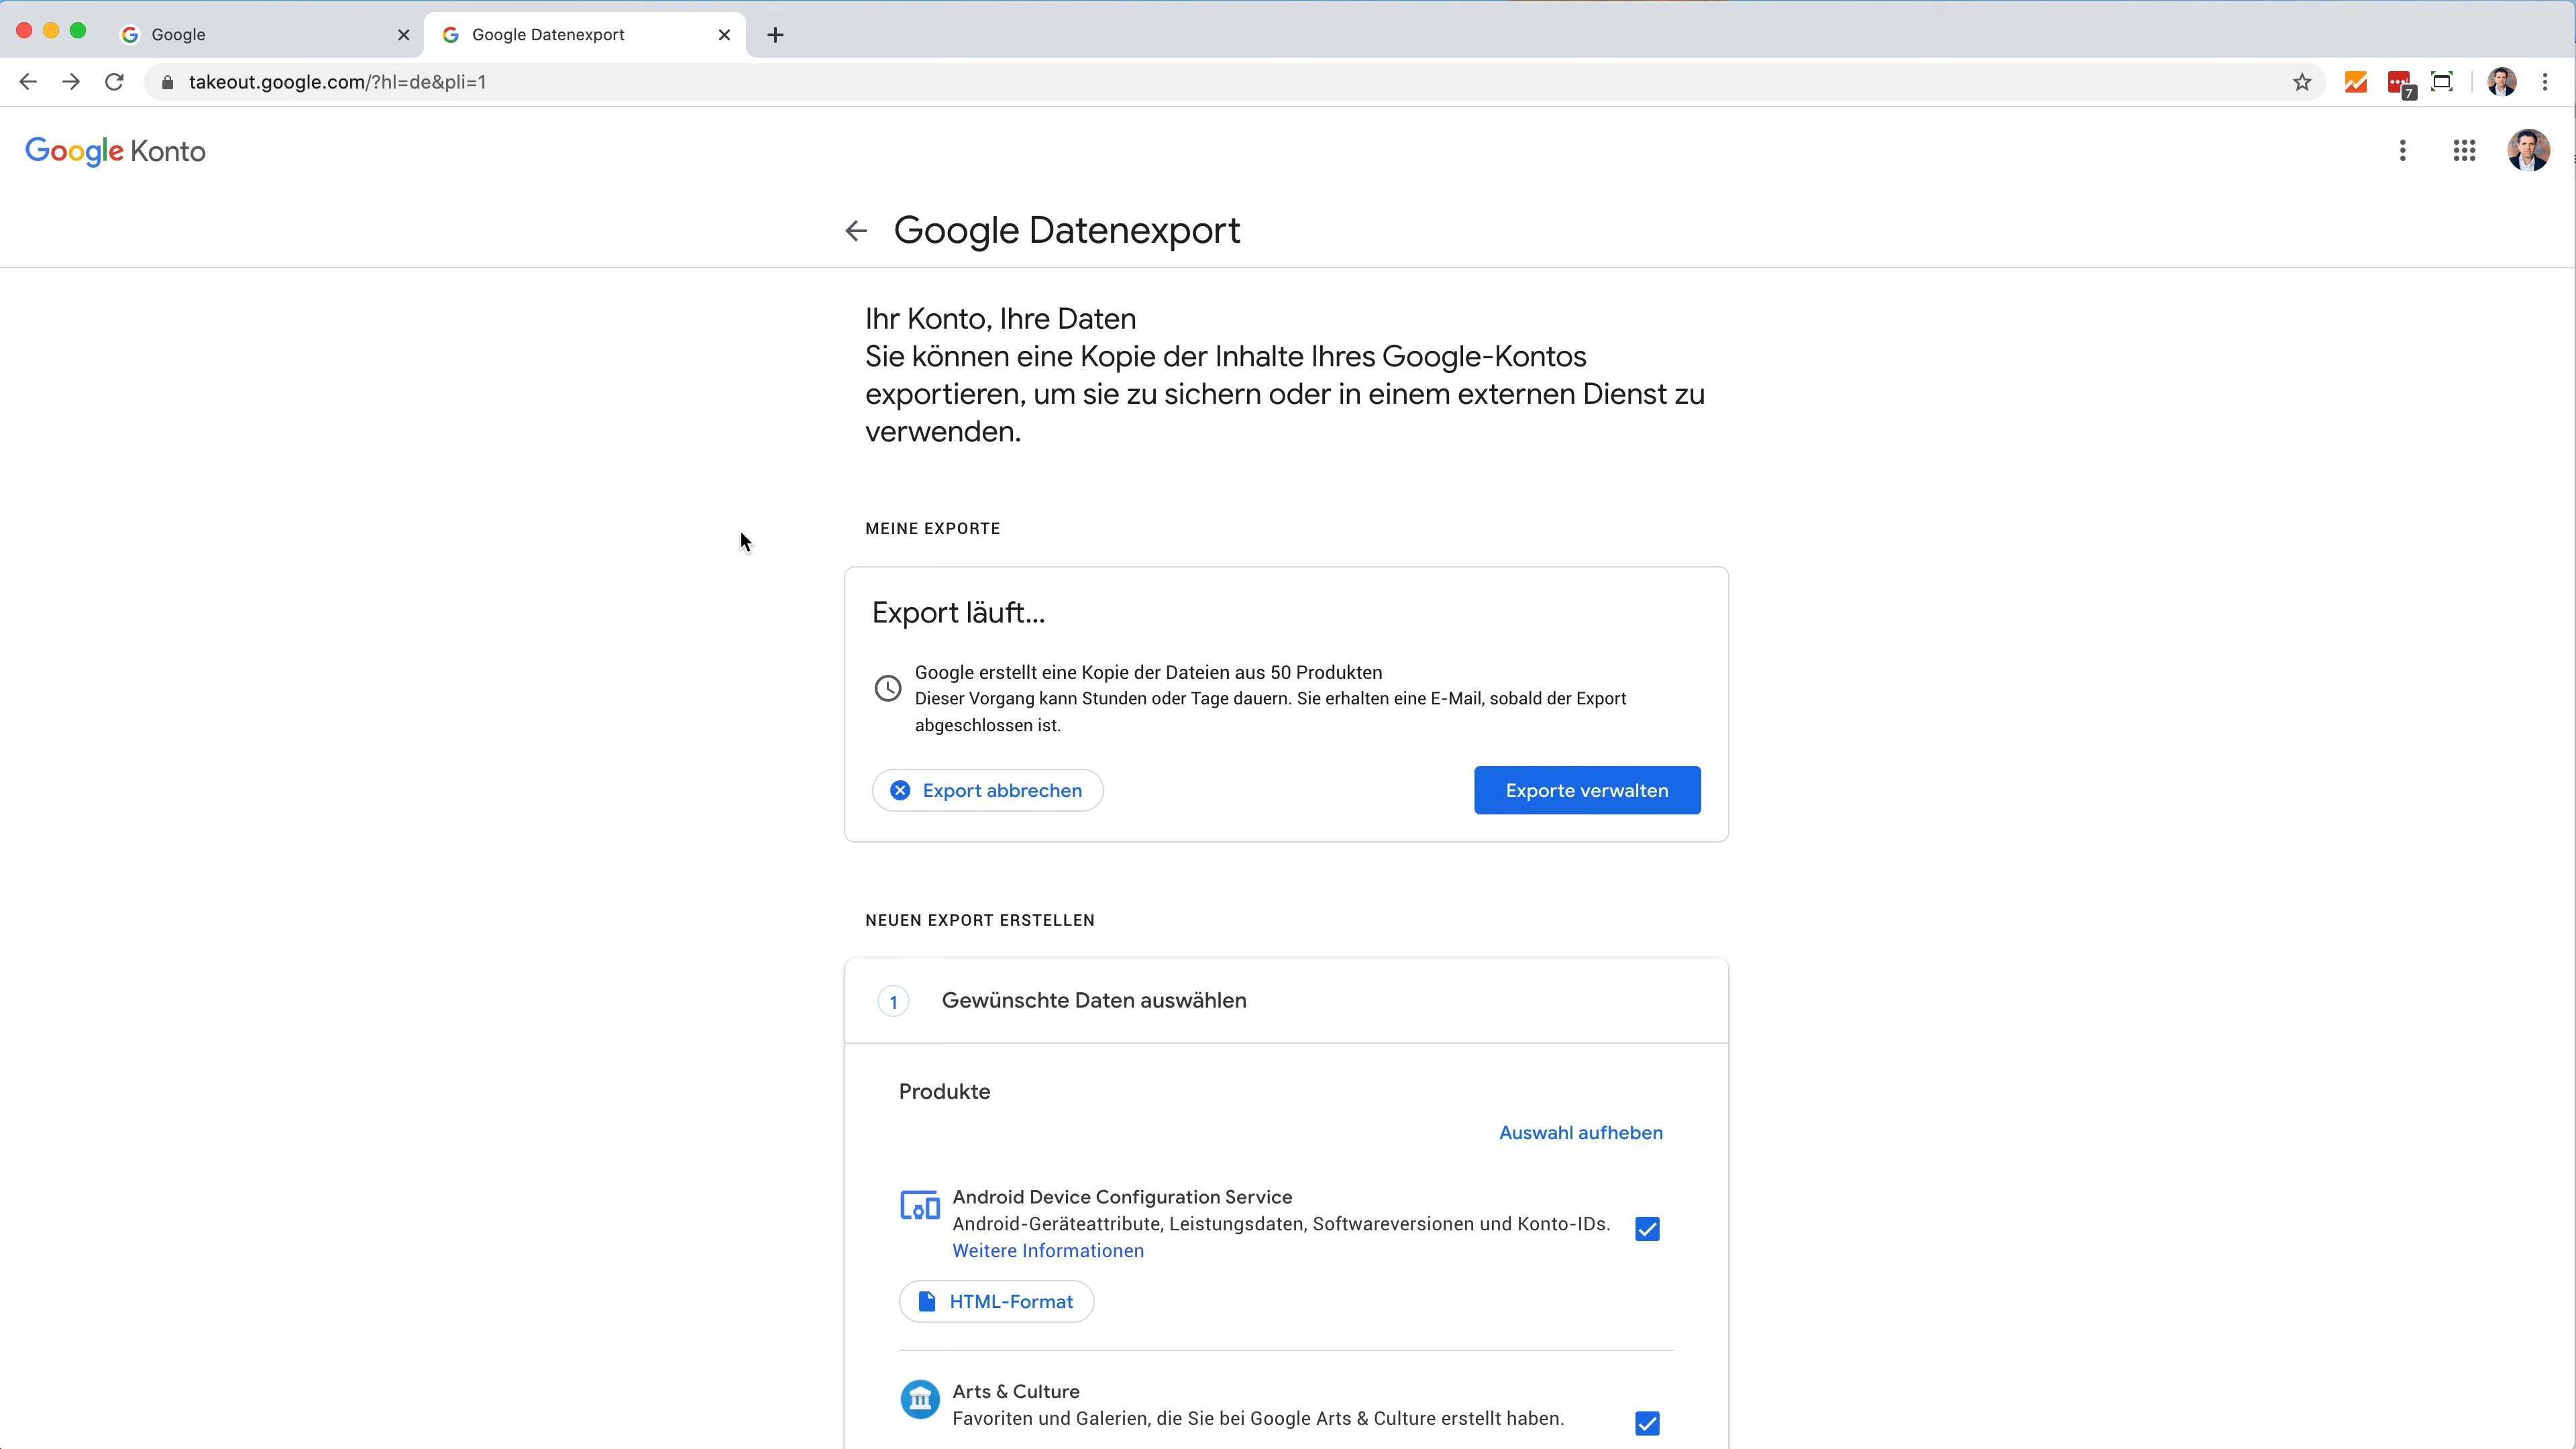 Google
Google Datenexport
takeout.google.com/?hl=de&pli=1
7
Google Konto
Google Datenexport
Ihr Konto, Ihre Daten
Sie können eine Kopie der Inhalte Ihres Google-Kontos
exportieren, um sie zu sichern oder in einem externen Dienst zu
verwenden.
MEINE EXPORTE
Export läuft...
Google erstellt eine Kopie der Dateien aus 50 Produkten
Dieser Vorgang kann Stunden oder Tage dauern. Sie erhalten eine E-Mail, sobald der Export
abgeschlossen ist.
Export abbrechen
Exporte verwalten
NEUEN EXPORT ERSTELLEN
1 Gewünschte Daten auswählen
Produkte
Auswahl aufheben
Android Device Configuration Service
Android-Geräteattribute, Leistungsdaten, Softwareversionen und Konto-IDs.
Weitere Informationen
HTML-Format
Arts & Culture
Favoriten und Galerien, die Sie bei Google Arts & Culture erstellt haben.